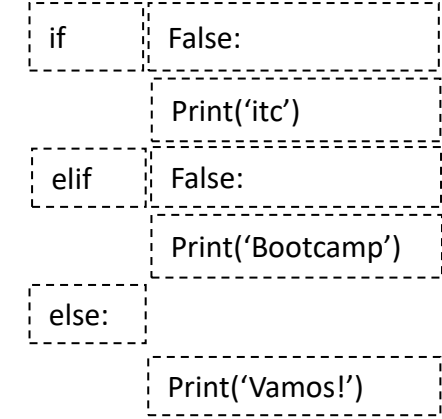 if False:
Print(‘itc’)
elif False:
Print(‘Bootcamp’)
else:
Print(‘Vamos!’)